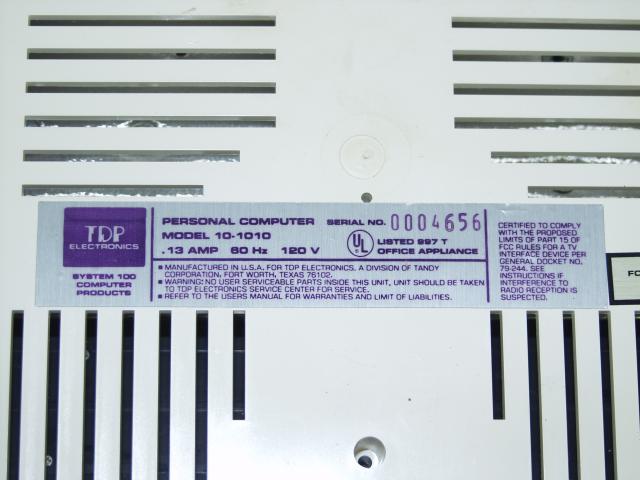 TDP
ELECTRONICS
SYSTEM 100
COMPUTER
PRODUCTS
PERSONAL COMPUTER SERIAL NO. 0004656
MODEL 10-1010
.13 AMP 60 Hz 120 V
UL
LISTED 997 T
OFFICE APPLIANCE
▪ MANUFACTURED IN U.S.A. FOR TDP ELECTRONICS, A DIVISION OF TANDY
CORPORATION, FORT WORTH, TEXAS 76102.
▪ WARNING: NO USER SERVICEABLE PARTS INSIDE THIS UNIT, UNIT SHOULD BE TAKEN
TO TDP ELECTRONICS SERVICE CENTER FOR SERVICE.
▪ REFER TO THE USERS MANUAL FOR WARRANTIES AND LIMIT OF LIABILITIES.
CERTIFIED TO COMPLY
WITH THE PROPOSED
LIMITS OF PART 15 OF
FCC RULES FOR A TV
INTERFACE DEVICE PER
GENERAL DOCKET NO.
79-244. SEE
INSTRUCTIONS IF
INTERFERENCE TO
RADIO RECEPTION IS
SUSPECTED.
FC